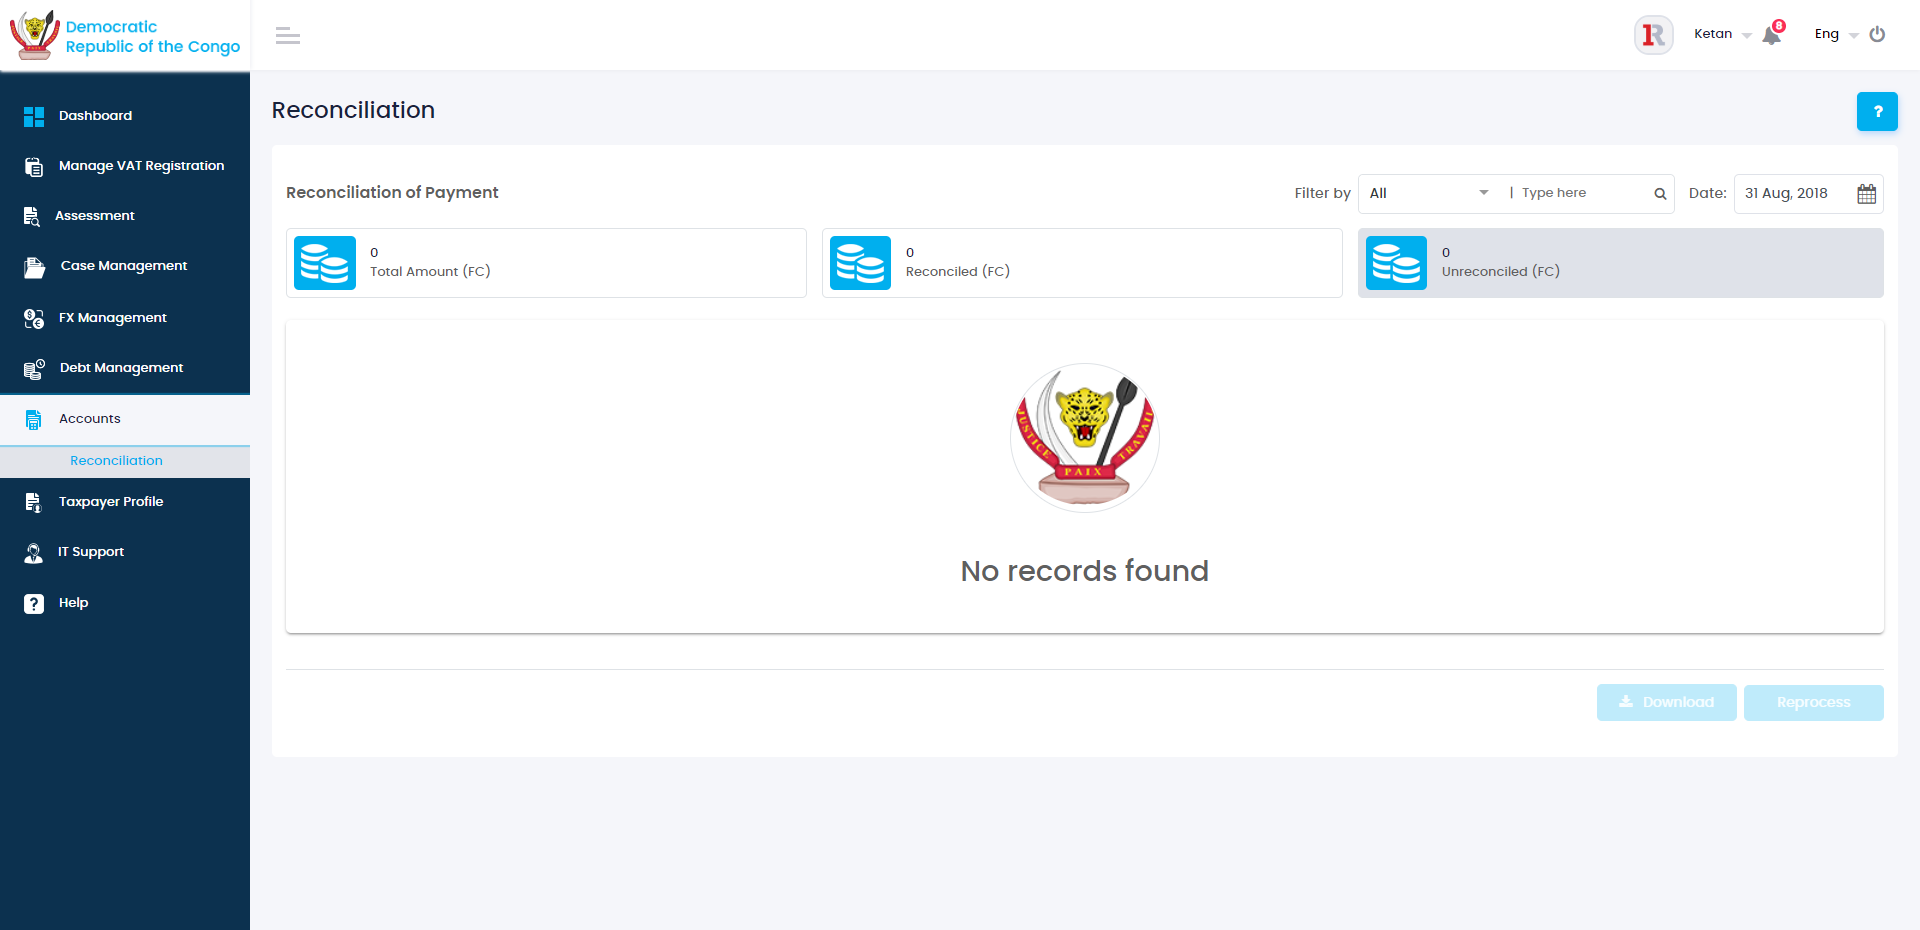 Democratic
Republic of the Congo
Ketan
8
Eng
Dashboard
Manage VAT Registration
Assessment
Case Management
FX Management
Debt Management
Accounts
Reconciliation
Taxpayer Profile
IT Support
Help
Reconciliation
?
Reconciliation of Payment
Filter by
All
| Type here
Date:
31 Aug, 2018
0
Total Amount (FC)
0
Reconciled (FC)
0
Unreconciled (FC)
JUSTICE
PAIX
TRAVAIL
No records found
Download
Reprocess